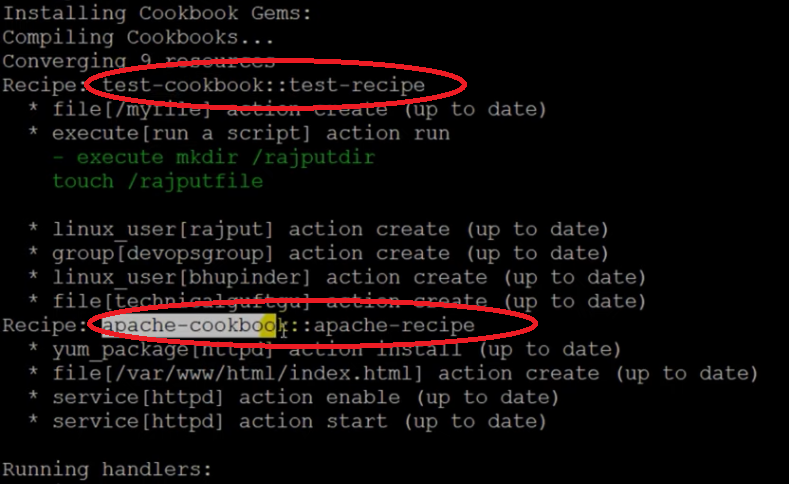 Installing Cookbook Gems:
Compiling Cookbooks...
Converging 9 resources
Recipe: test-cookbook::test-recipe
* file[/myfile] action create (up to date)
* execute[run a script] action run
- execute mkdir /rajputdir
touch /rajputfile
* linux_user[rajput] action create (up to date)
* group[devopsgroup] action create (up to date)
* linux_user[bhupinder] action create (up to date)
* file[technicalguftgu] action create (up to date)
Recipe: apache-cookbook::apache-recipe
* yum_package[httpd] action install (up to date)
* file[/var/www/html/index.html] action create (up to date)
* service[httpd] action enable (up to date)
* service[httpd] action start (up to date)
Running handlers: